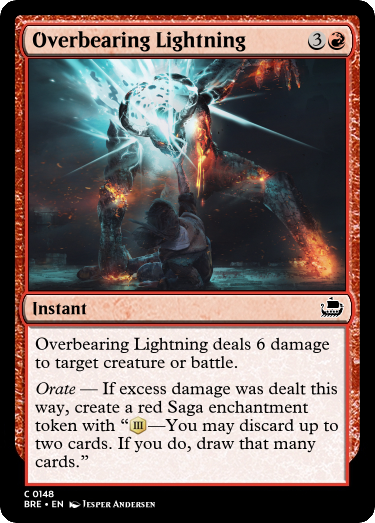 Overbearing Lightning 3
Instant
Overbearing Lightning deals 6 damage
to target creature or battle.
Orate — If excess damage was dealt this
way, create a red Saga enchantment
token with “III—You may discard up to
two cards. If you do, draw that many
cards.”
C 0148
BRE • EN Jesper Andersen